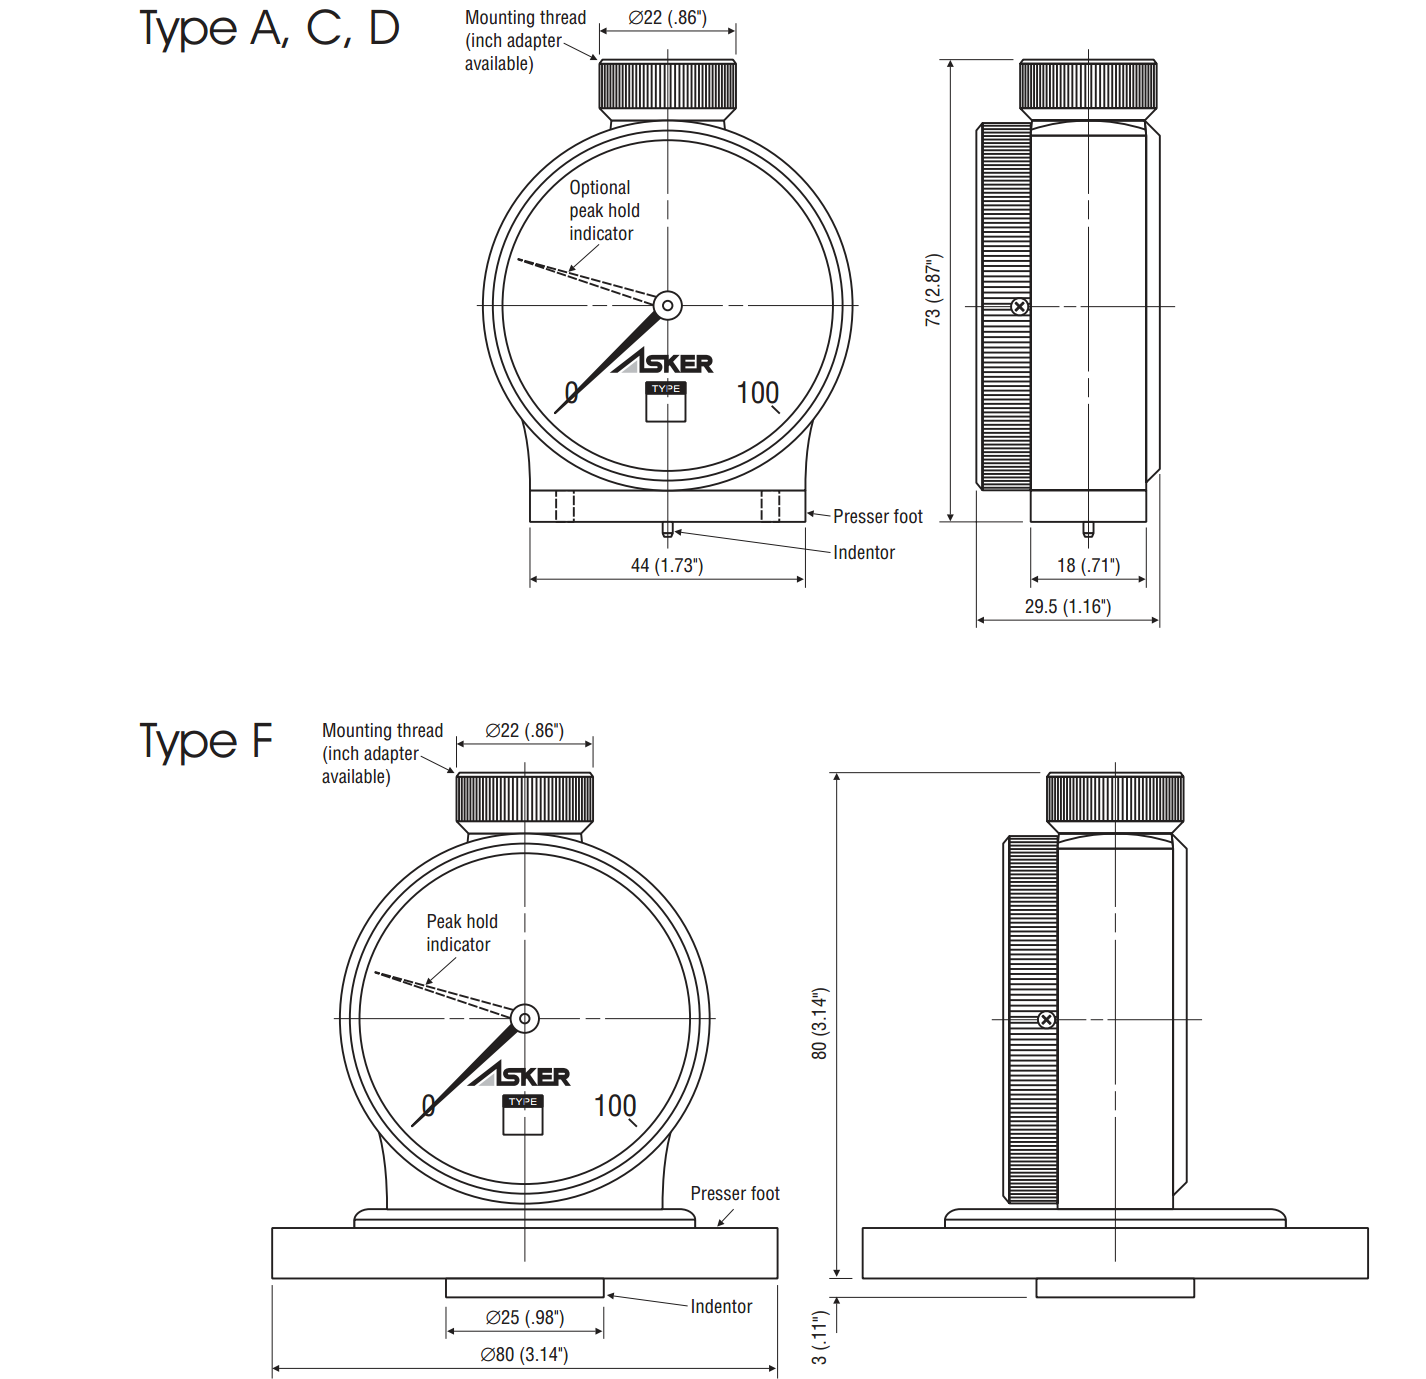 Type A, C, D
Mounting thread
(inch adapter
available)
∅22 (.86")
Optional
peak hold
indicator
ASKER
TYPE
0
100
Presser foot
Indentor
44 (1.73")
73 (2.87")
18 (.71")
29.5 (1.16")
Type F
Mounting thread
(inch adapter
available)
∅22 (.86")
Peak hold
indicator
ASKER
TYPE
0
100
Presser foot
Indentor
∅25 (.98")
∅80 (3.14")
80 (3.14")
3 (.11")